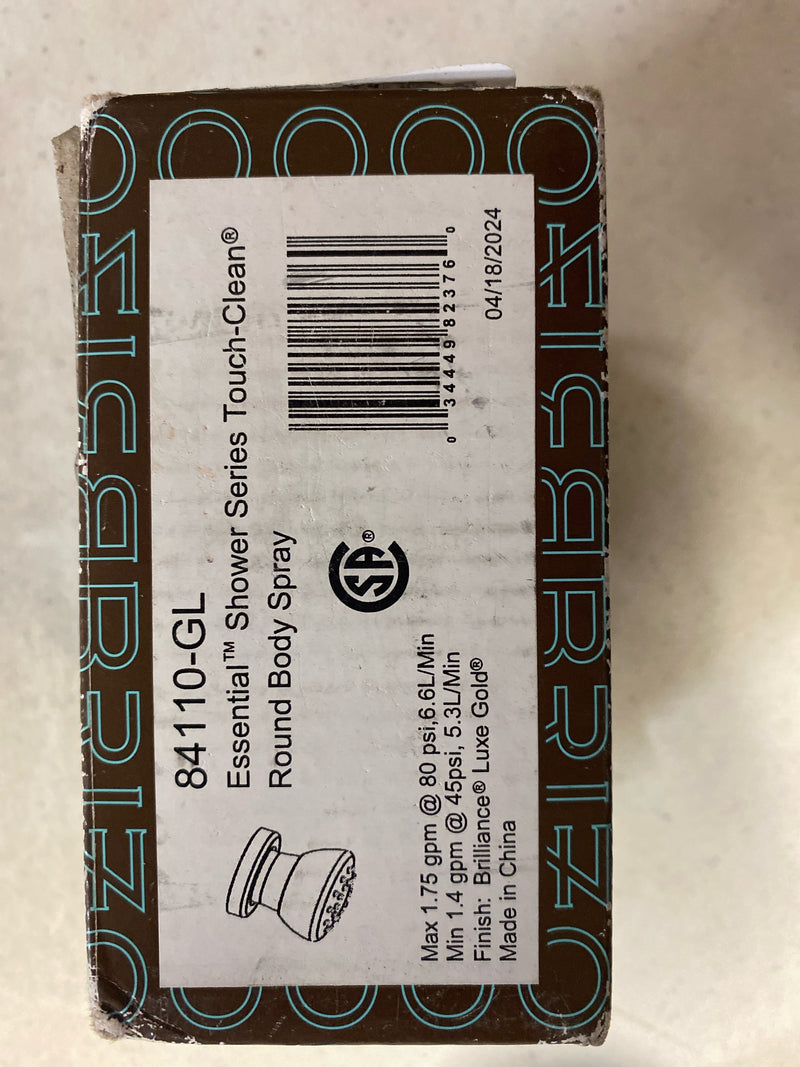 84110-GL
Essential™ Shower Series Touch-Clean®
Round Body Spray
0 34449 82376 0
04/18/2024
SA®
Max 1.75 gpm @ 80 psi,6.6L/Min
Min 1.4 gpm @ 45psi, 5.3L/Min
Finish: Brilliance® Luxe Gold®
Made in China
BRIZO
BRIZO